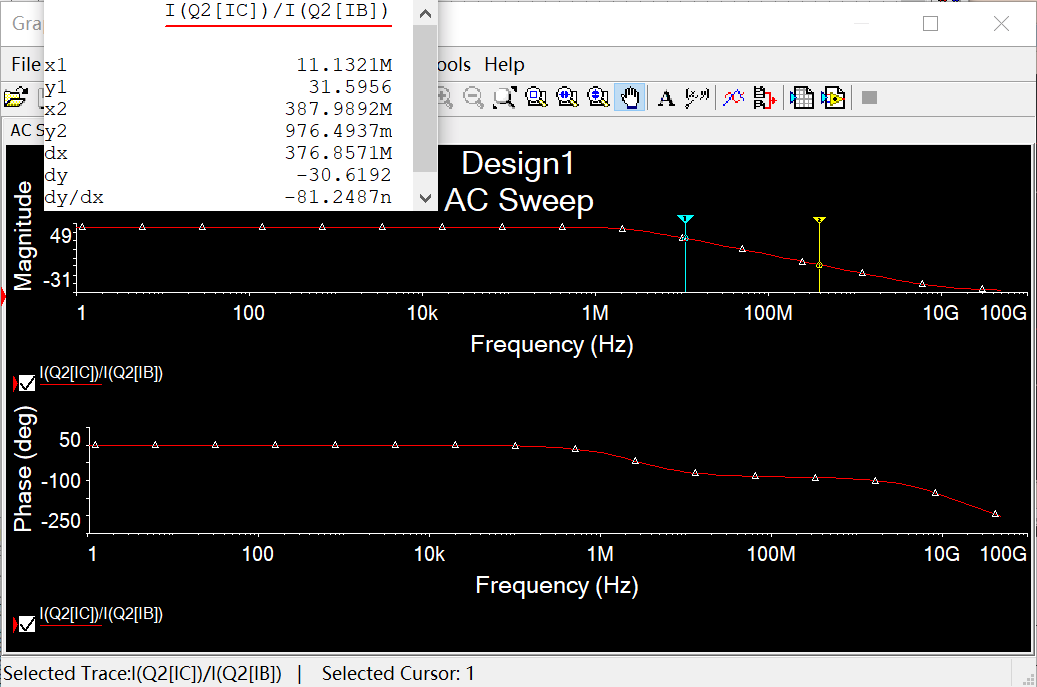 I(Q2[IC])/I(Q2[IB])
Gra
x1 11.1321M
y1 31.5956
x2 387.9892M
y2 976.4937m
dx 376.8571M
dy -30.6192
dy/dx -81.2487n
File ools Help
A
AC S
Design1
AC Sweep
Magnitude
49
-31
1 100 10k 1M 100M 10G 100G
Frequency (Hz)
I(Q2[IC])/I(Q2[IB])
Phase (deg)
50
-100
-250
1 100 10k 1M 100M 10G 100G
Frequency (Hz)
I(Q2[IC])/I(Q2[IB])
Selected Trace:I(Q2[IC])/I(Q2[IB]) | Selected Cursor: 1